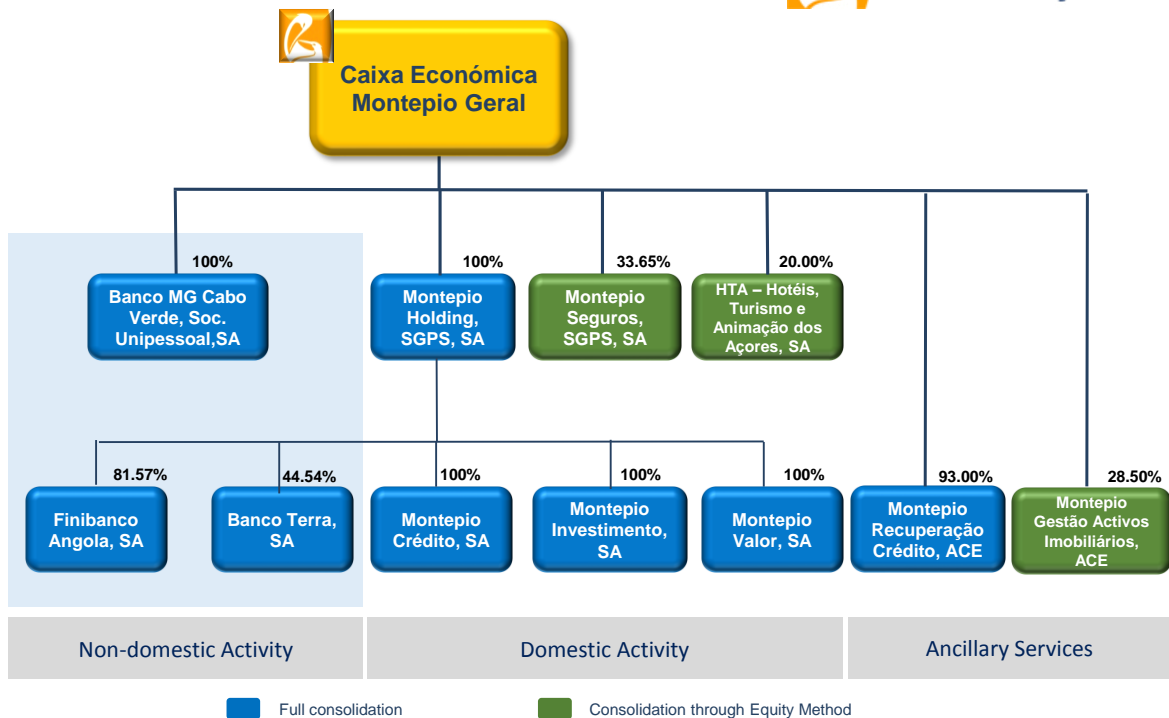 Caixa Económica
Montepio Geral
100%
100%
33.65%
20.00%
Banco MG Cabo
Verde, Soc.
Unipessoal,SA
Montepio
Holding,
SGPS, SA
Montepio
Seguros,
SGPS, SA
HTA – Hotéis,
Turismo e
Animação dos
Açores, SA
81.57%
44.54%
100%
100%
100%
93.00%
28.50%
Finibanco
Angola, SA
Banco Terra,
SA
Montepio
Crédito, SA
Montepio
Investimento,
SA
Montepio
Valor, SA
Montepio
Recuperação
Crédito, ACE
Montepio
Gestão Activos
Imobiliários,
ACE
Non-domestic Activity
Domestic Activity
Ancillary Services
Full consolidation
Consolidation through Equity Method